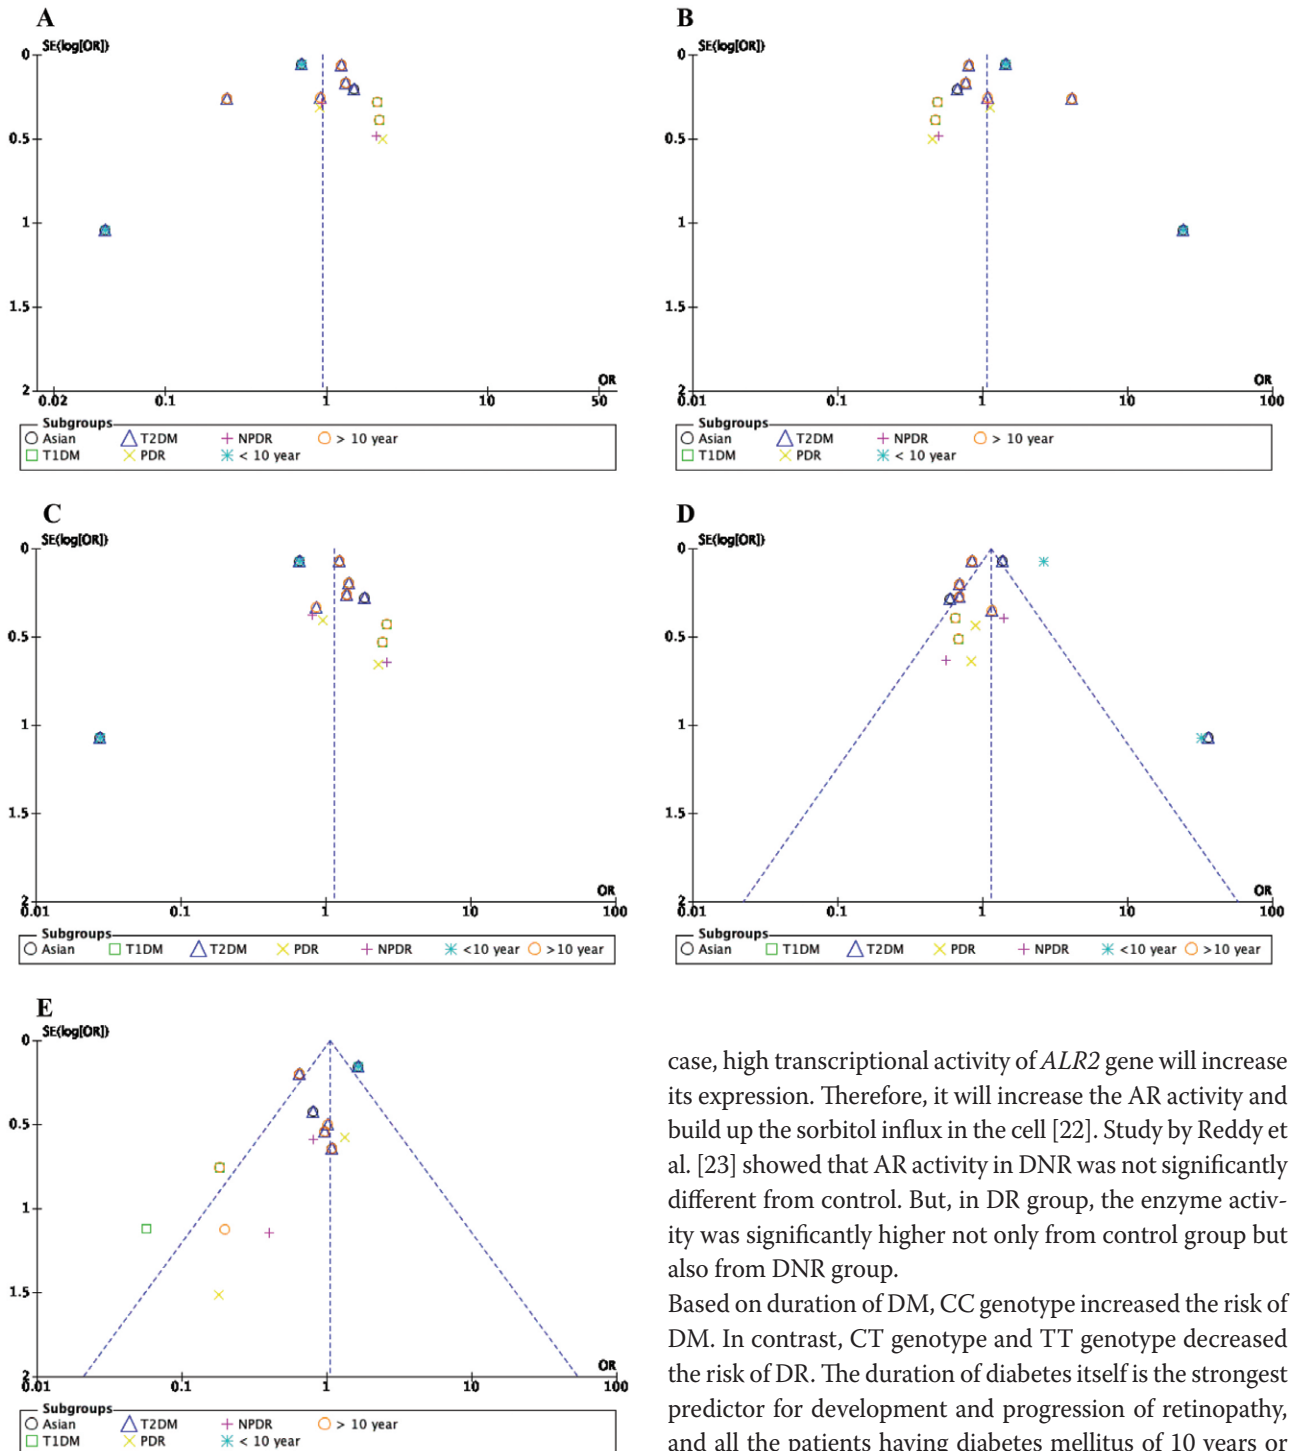 A
SE(log[OR])
0
0.5
1
1.5
2
OR
0.02 0.1 1 10 50
Subgroups
Asian T2DM NPDR > 10 year
T1DM PDR < 10 year
B
SE(log[OR])
0
0.5
1
1.5
2
OR
0.01 0.1 1 10 100
Subgroups
Asian T2DM NPDR > 10 year
T1DM PDR < 10 year
C
SE(log[OR])
0
0.5
1
1.5
2
OR
0.01 0.1 1 10 100
Subgroups
Asian T1DM T2DM PDR NPDR <10 year >10 year
D
SE(log[OR])
0
0.5
1
1.5
2
OR
0.01 0.1 1 10 100
Subgroups
Asian T1DM T2DM PDR NPDR <10 year >10 year
E
SE(log[OR])
0
0.5
1
1.5
2
OR
0.01 0.1 1 10 100
Subgroups
Asian T2DM NPDR > 10 year
T1DM PDR < 10 year
case, high transcriptional activity of ALR2 gene will increase
its expression. Therefore, it will increase the AR activity and
build up the sorbitol influx in the cell [22]. Study by Reddy et
al. [23] showed that AR activity in DNR was not significantly
different from control. But, in DR group, the enzyme activ-
ity was significantly higher not only from control group but
also from DNR group.
Based on duration of DM, CC genotype increased the risk of
DM. In contrast, CT genotype and TT genotype decreased
the risk of DR. The duration of diabetes itself is the strongest
predictor for development and progression of retinopathy,
and all the patients having diabetes mellitus of 10 years or